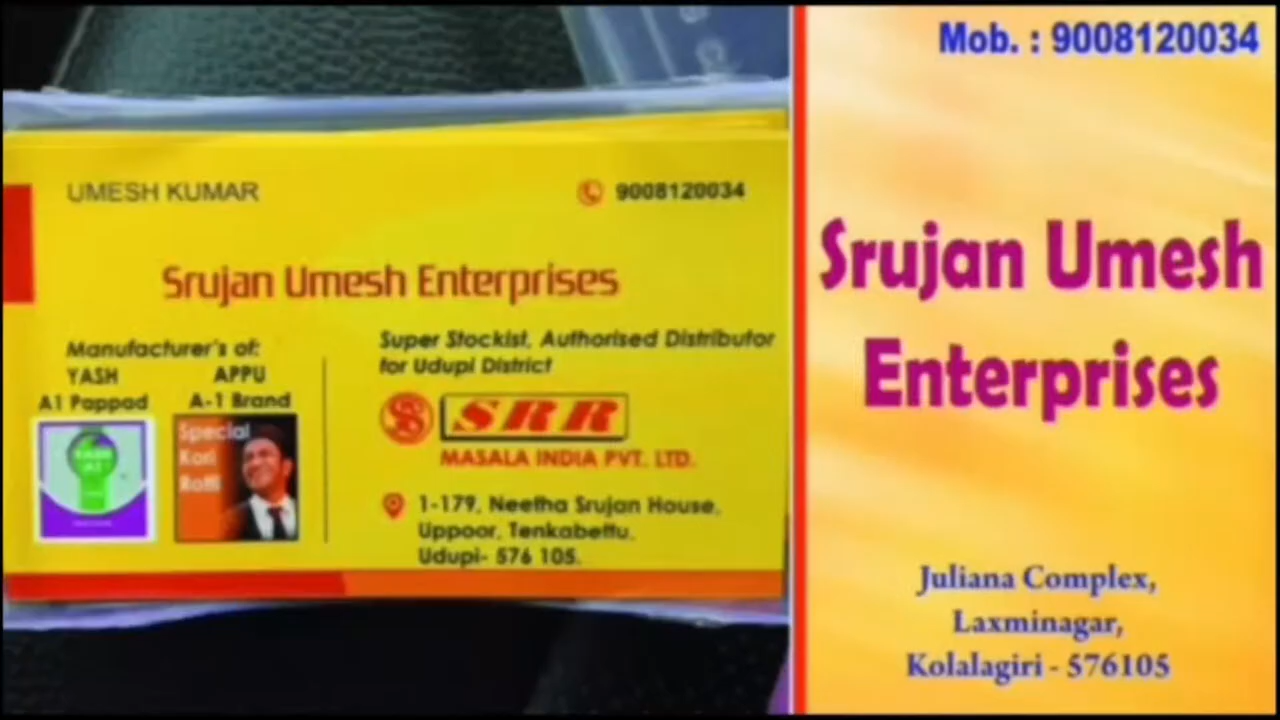 UMESH KUMAR
9008120034
Srujan Umesh Enterprises
Manufacturer's of:
YASH
A1 Pappad
APPU
A-1 Brand
Special
Kori
Rotti
Super Stockist, Authorised Distributor
for Udupi District
SRR
MASALA INDIA PVT. LTD.
1-179, Neetha Srujan House,
Uppoor, Tenkabettu,
Udupi- 576 105.
Mob. : 9008120034
Srujan Umesh
Enterprises
Juliana Complex,
Laxminagar,
Kolalagiri - 576105